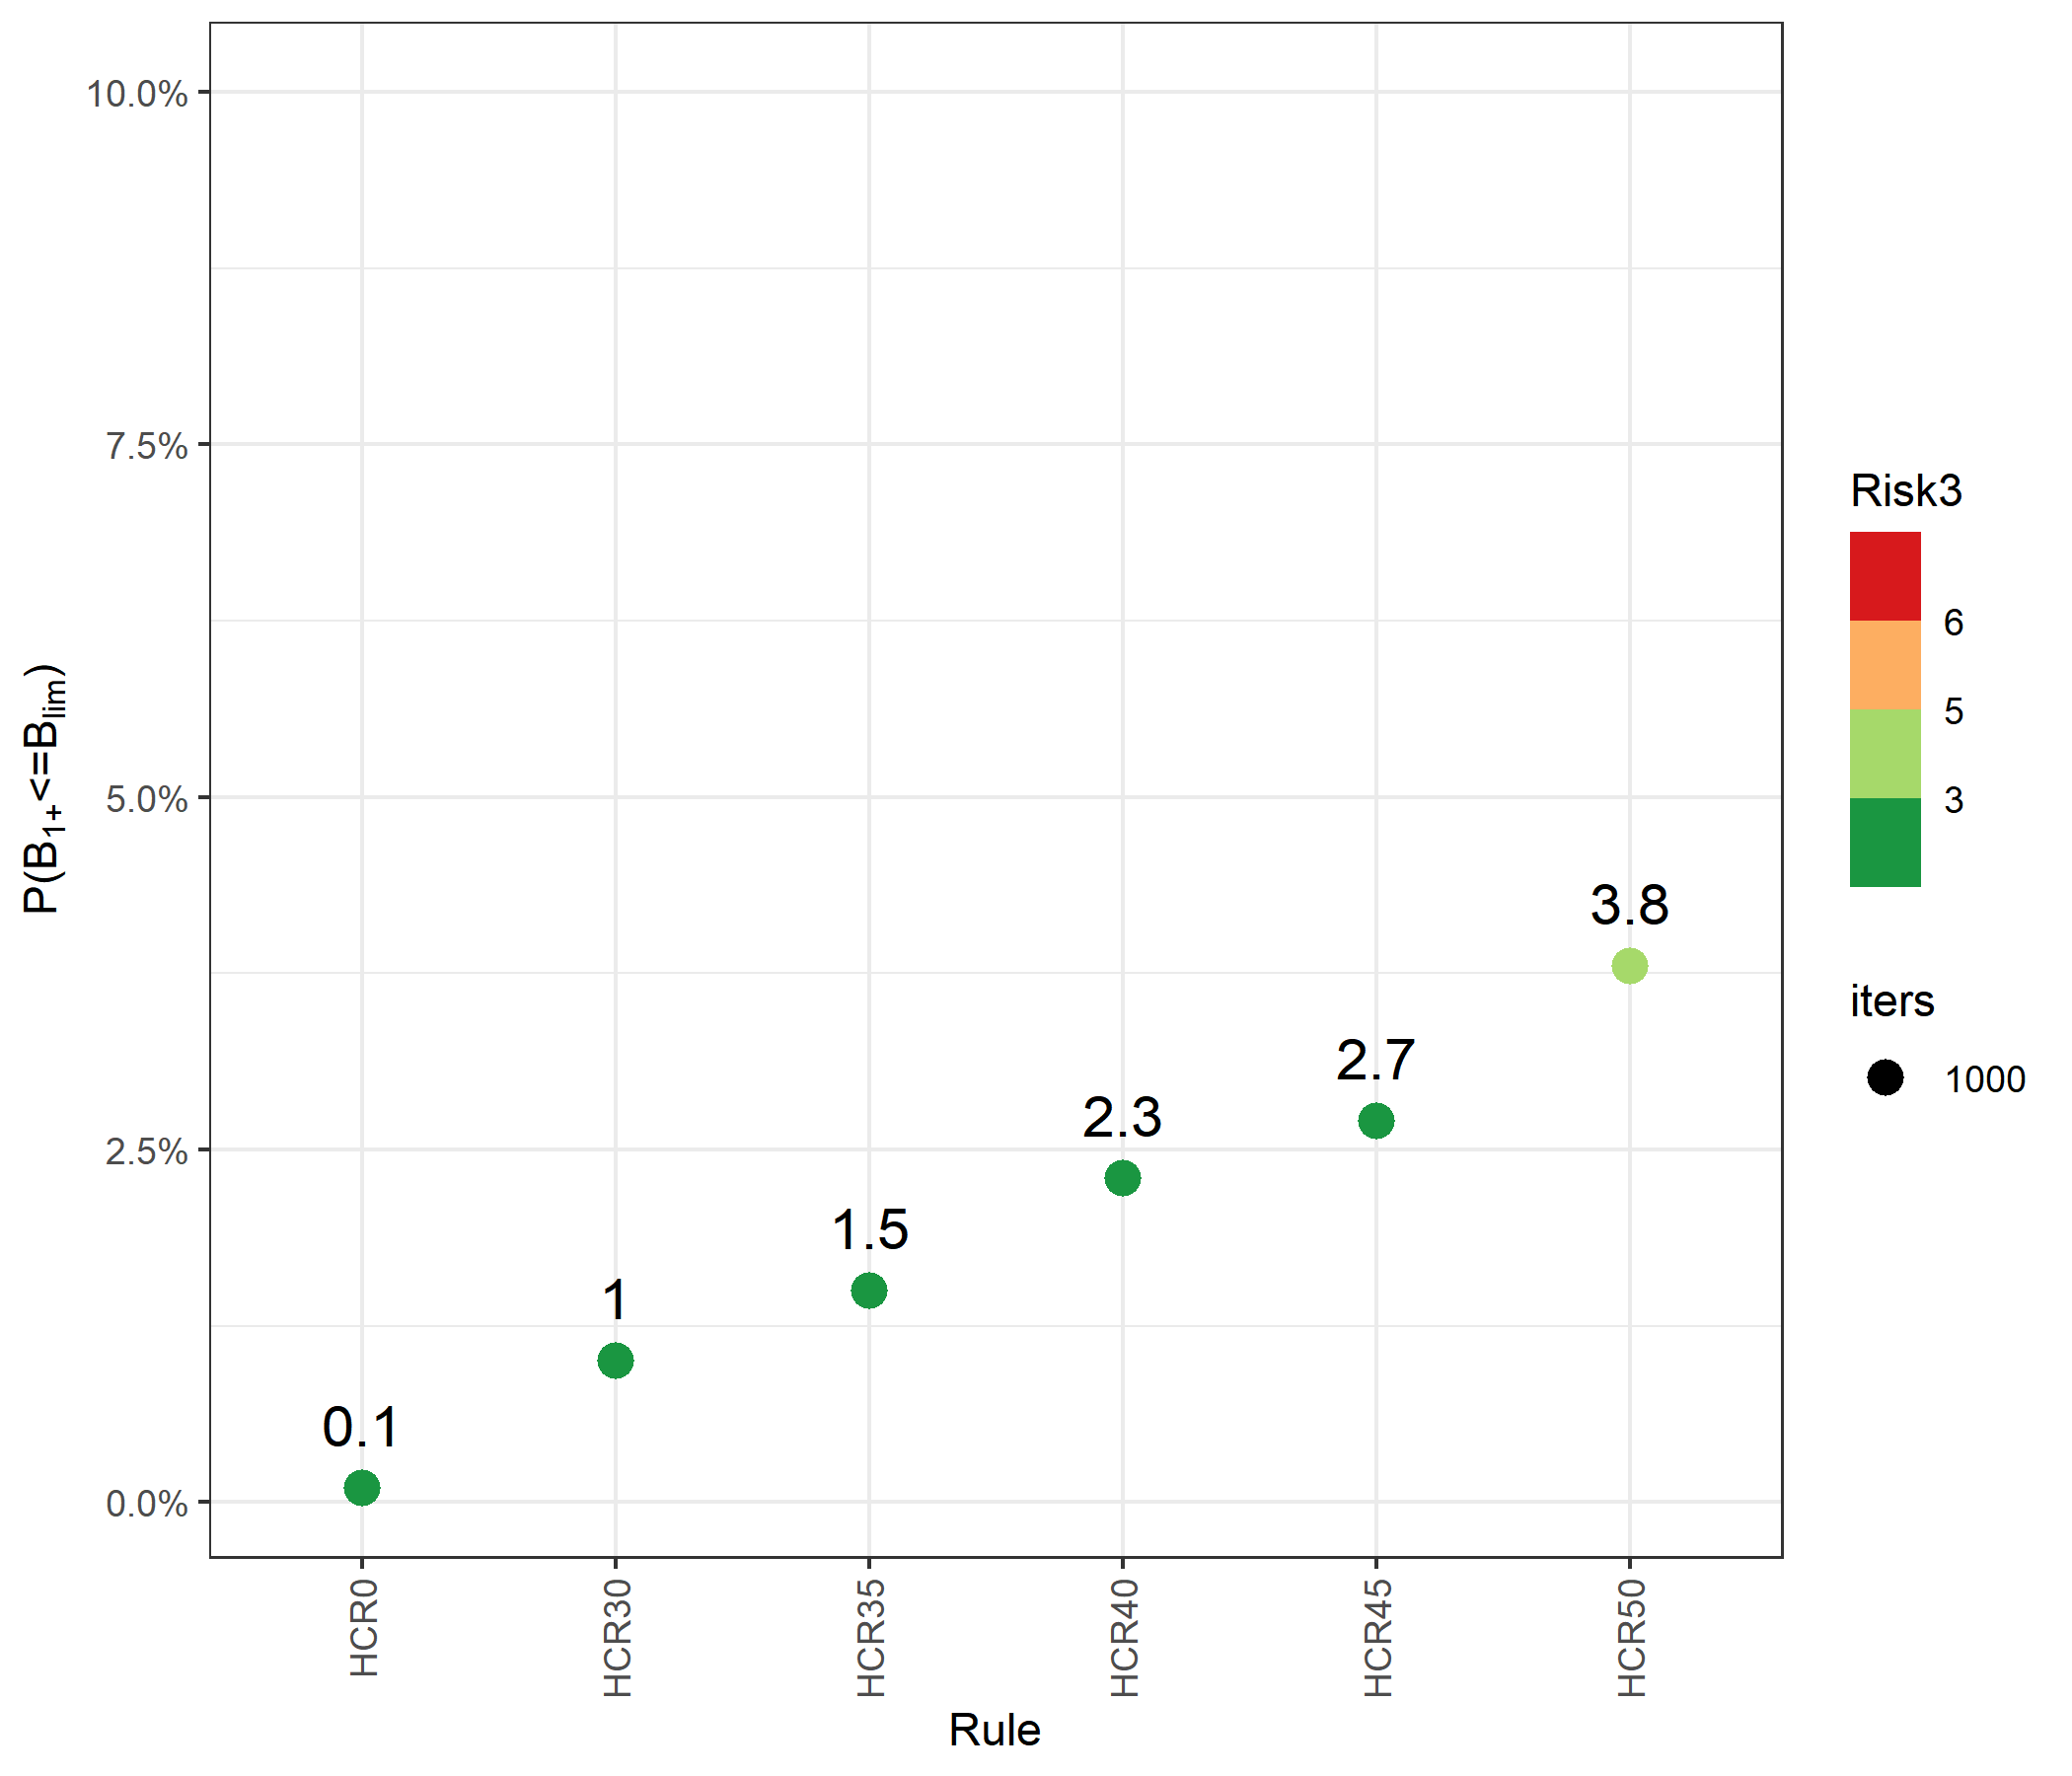 10.0%
7.5%
5.0%
2.5%
0.0%
P(B1+<=Blim)
0.1
1
1.5
2.3
2.7
3.8
HCR0
HCR30
HCR35
HCR40
HCR45
HCR50
Rule
Risk3
6
5
3
iters
1000